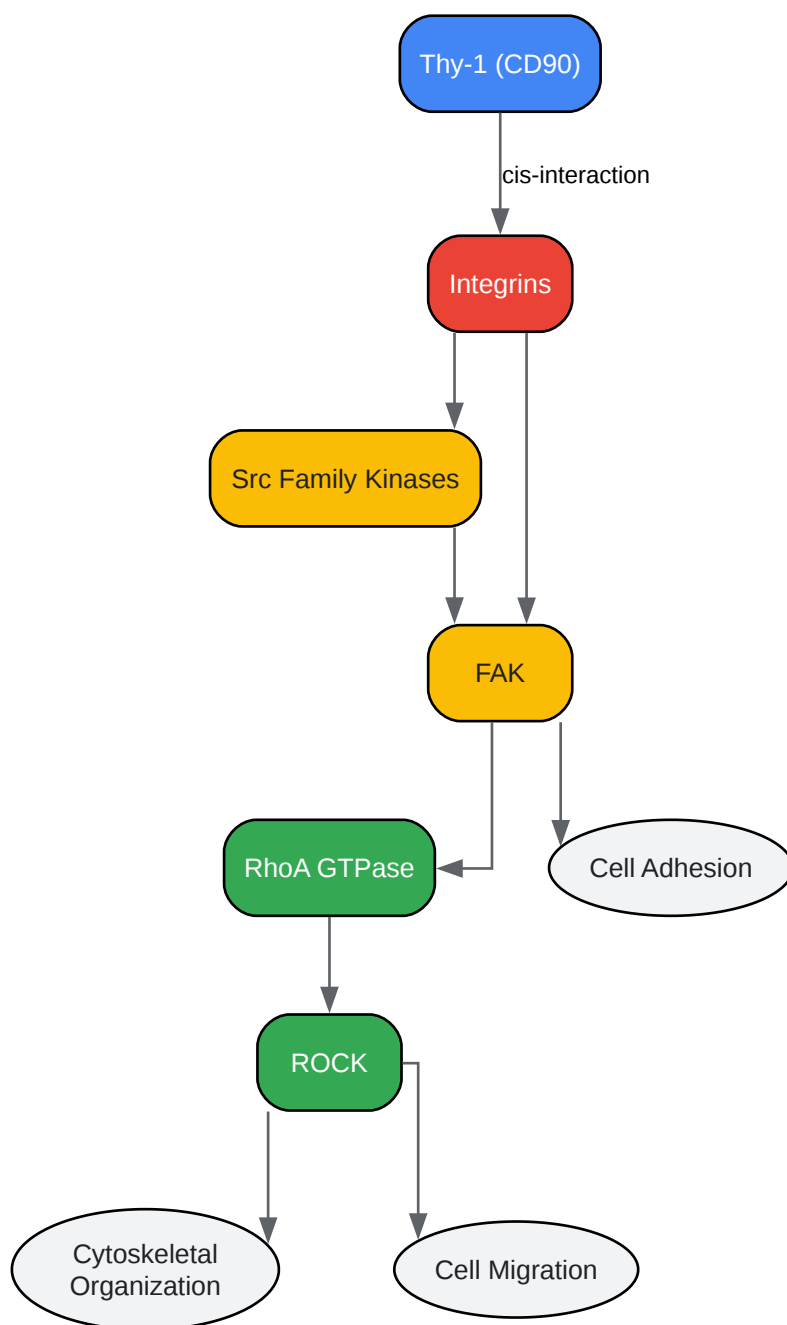 Thy-1 (CD90)
cis-interaction
Integrins
Src Family Kinases
FAK
RhoA GTPase
Cell Adhesion
ROCK
Cytoskeletal
Organization
Cell Migration